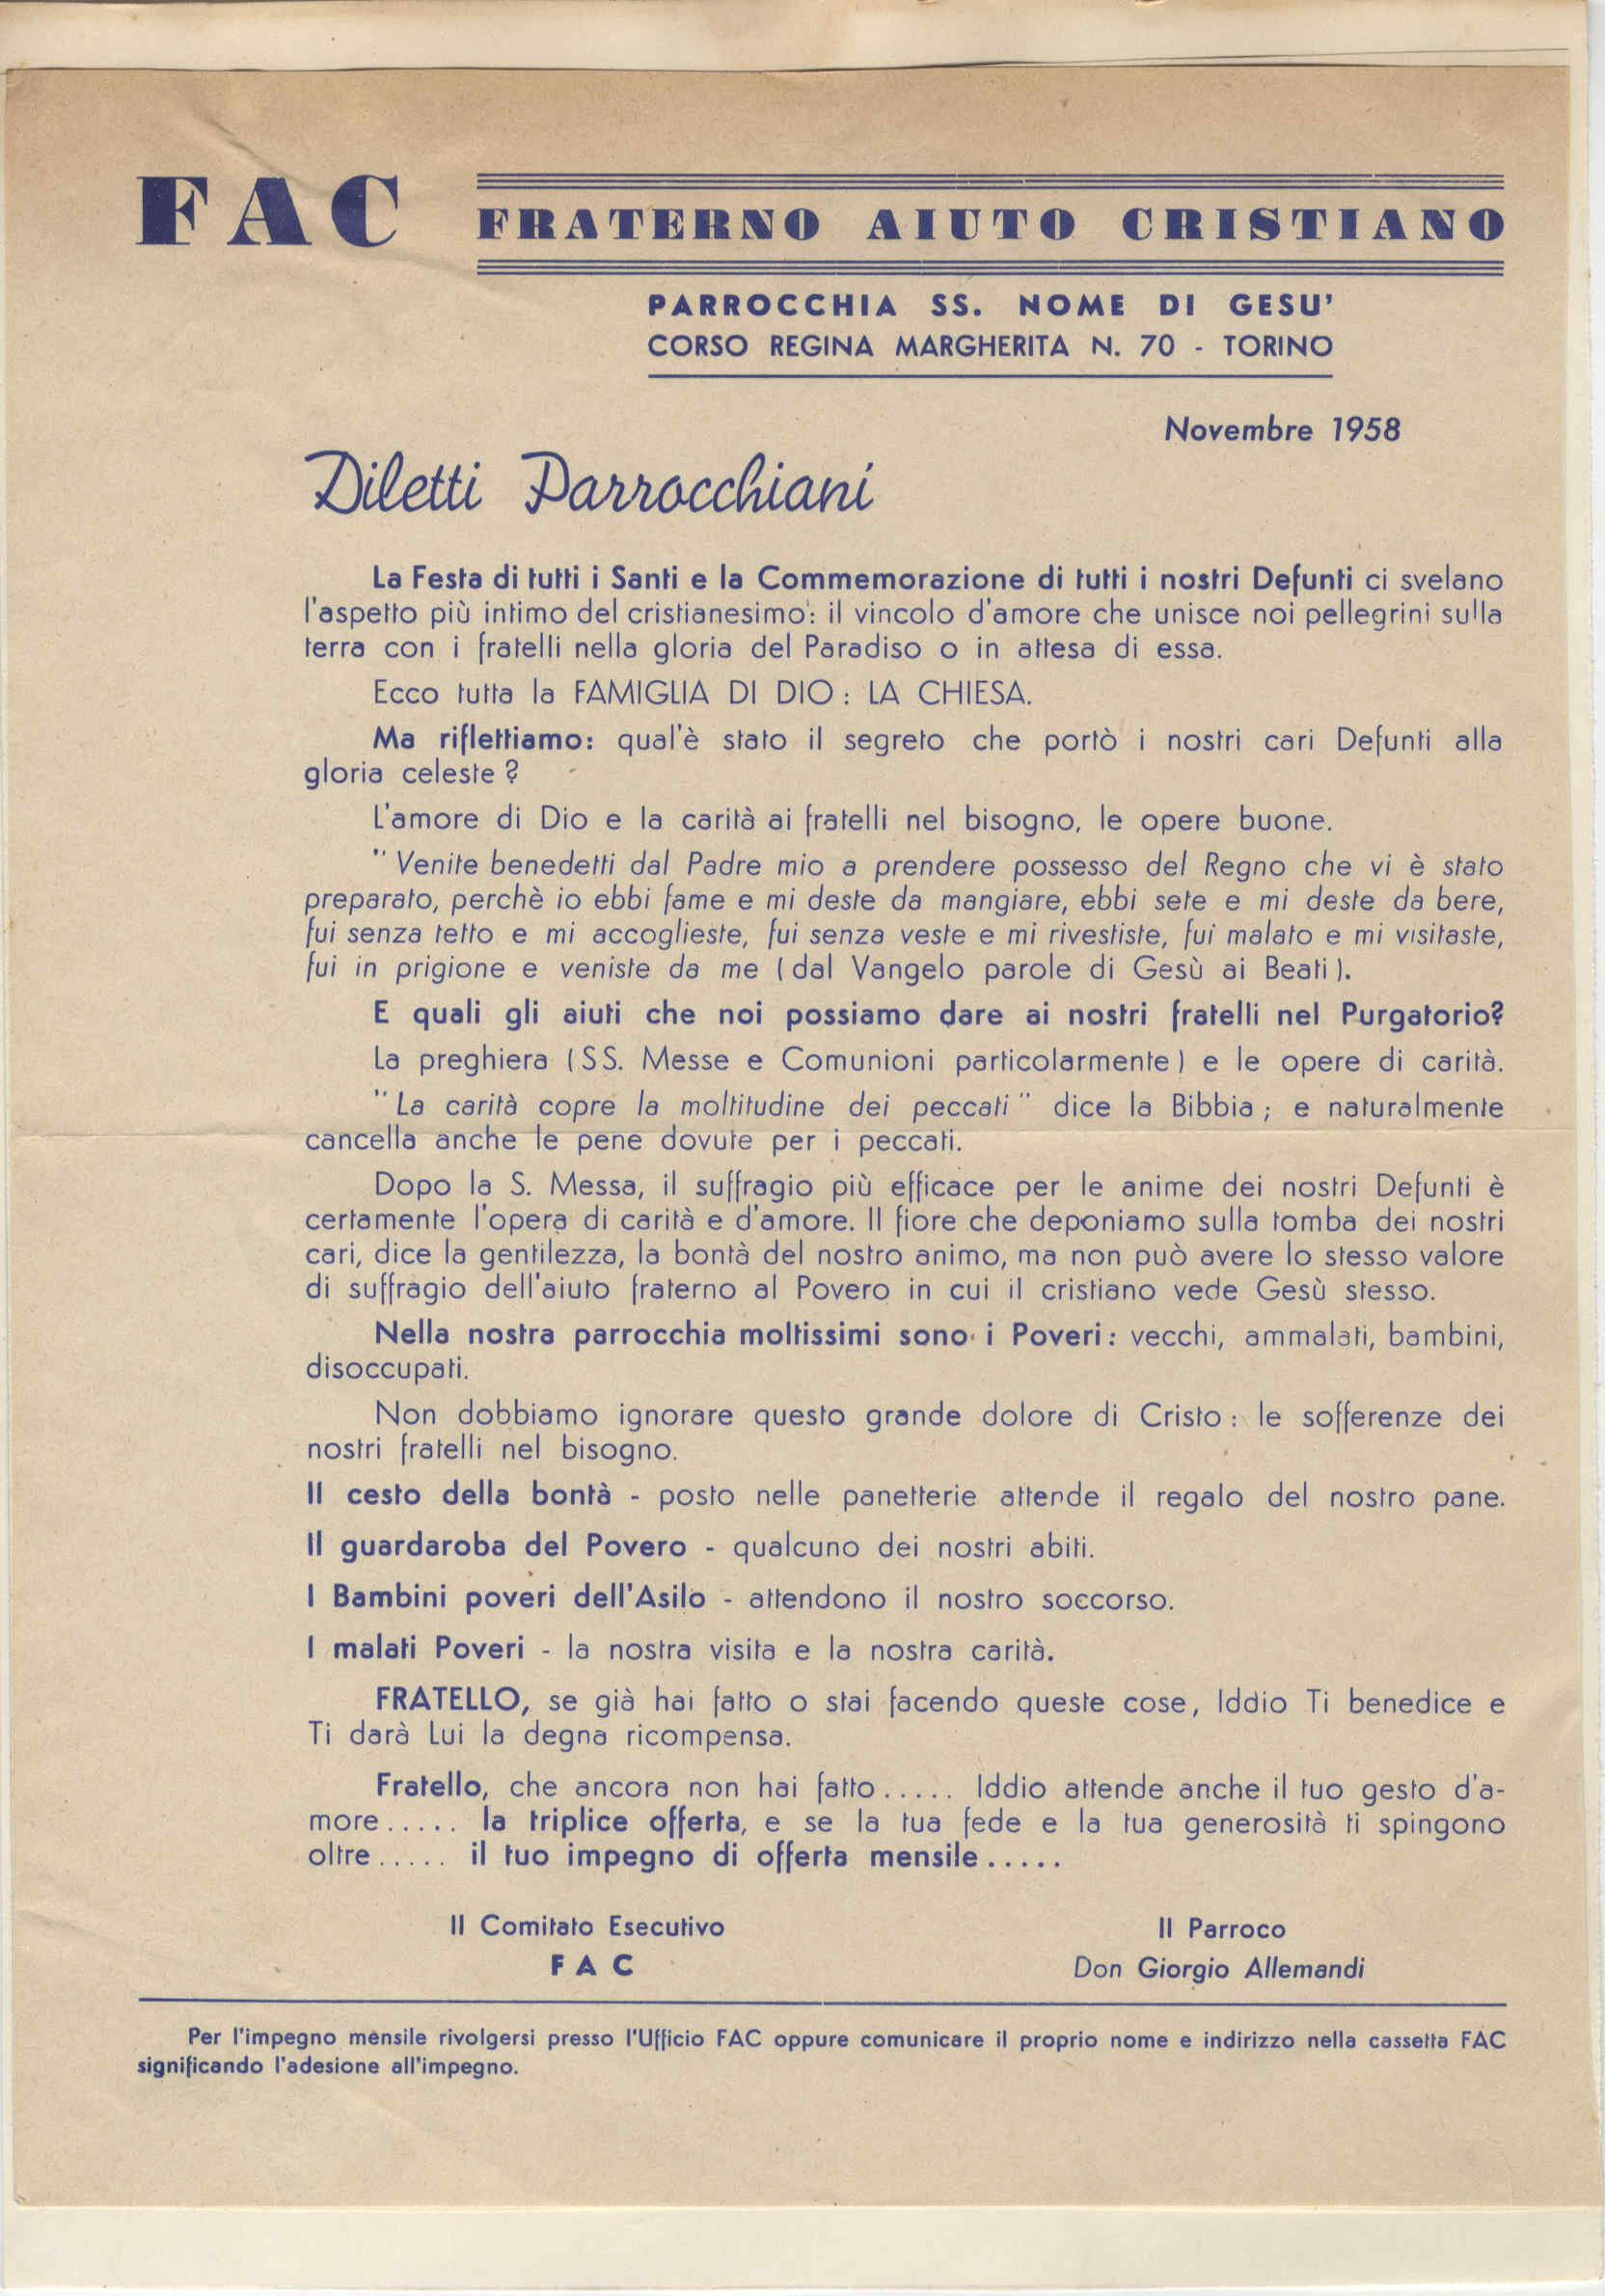 FAC FRATERNO AIUTO CRISTIANO
PARROCCHIA SS. NOME DI GESU'
CORSO REGINA MARGHERITA N. 70 - TORINO
Novembre 1958
Diletti Parrocchiani
La Festa di tutti i Santi e la Commemorazione di tutti i nostri Defunti ci svelano
l'aspetto più intimo del cristianesimo: il vincolo d'amore che unisce noi pellegrini sulla
terra con i fratelli nella gloria del Paradiso o in attesa di essa.
Ecco tutta la FAMIGLIA DI DIO : LA CHIESA.
Ma riflettiamo: qual'è stato il segreto che portò i nostri cari Defunti alla
gloria celeste ?
L'amore di Dio e la carità ai fratelli nel bisogno, le opere buone.
" Venite benedetti dal Padre mio a prendere possesso del Regno che vi è stato
preparato, perchè io ebbi fame e mi deste da mangiare, ebbi sete e mi deste da bere,
fui senza tetto e mi accoglieste, fui senza veste e mi rivestiste, fui malato e mi visitaste,
fui in prigione e veniste da me ( dal Vangelo parole di Gesù ai Beati ).
E quali gli aiuti che noi possiamo dare ai nostri fratelli nel Purgatorio?
La preghiera ( SS. Messe e Comunioni particolarmente ) e le opere di carità.
" La carità copre la moltitudine dei peccati " dice la Bibbia ; e naturalmente
cancella anche le pene dovute per i peccati.
Dopo la S. Messa, il suffragio più efficace per le anime dei nostri Defunti è
certamente l'opera di carità e d'amore. Il fiore che deponiamo sulla tomba dei nostri
cari, dice la gentilezza, la bontà del nostro animo, ma non può avere lo stesso valore
di suffragio dell'aiuto fraterno al Povero in cui il cristiano vede Gesù stesso.
Nella nostra parrocchia moltissimi sono i Poveri : vecchi, ammalati, bambini,
disoccupati.
Non dobbiamo ignorare questo grande dolore di Cristo : le sofferenze dei
nostri fratelli nel bisogno.
Il cesto della bontà - posto nelle panetterie attende il regalo del nostro pane.
Il guardaroba del Povero - qualcuno dei nostri abiti.
I Bambini poveri dell'Asilo - attendono il nostro soccorso.
I malati Poveri - la nostra visita e la nostra carità.
FRATELLO, se già hai fatto o stai facendo queste cose, Iddio Ti benedice e
Ti darà Lui la degna ricompensa.
Fratello, che ancora non hai fatto ..... Iddio attende anche il tuo gesto d'a-
more ..... la triplice offerta, e se la tua fede e la tua generosità ti spingono
oltre ..... il tuo impegno di offerta mensile .....
Il Comitato Esecutivo
F A C
Il Parroco
Don Giorgio Allemandi
Per l'impegno mensile rivolgersi presso l'Ufficio FAC oppure comunicare il proprio nome e indirizzo nella cassetta FAC
significando l'adesione all'impegno.